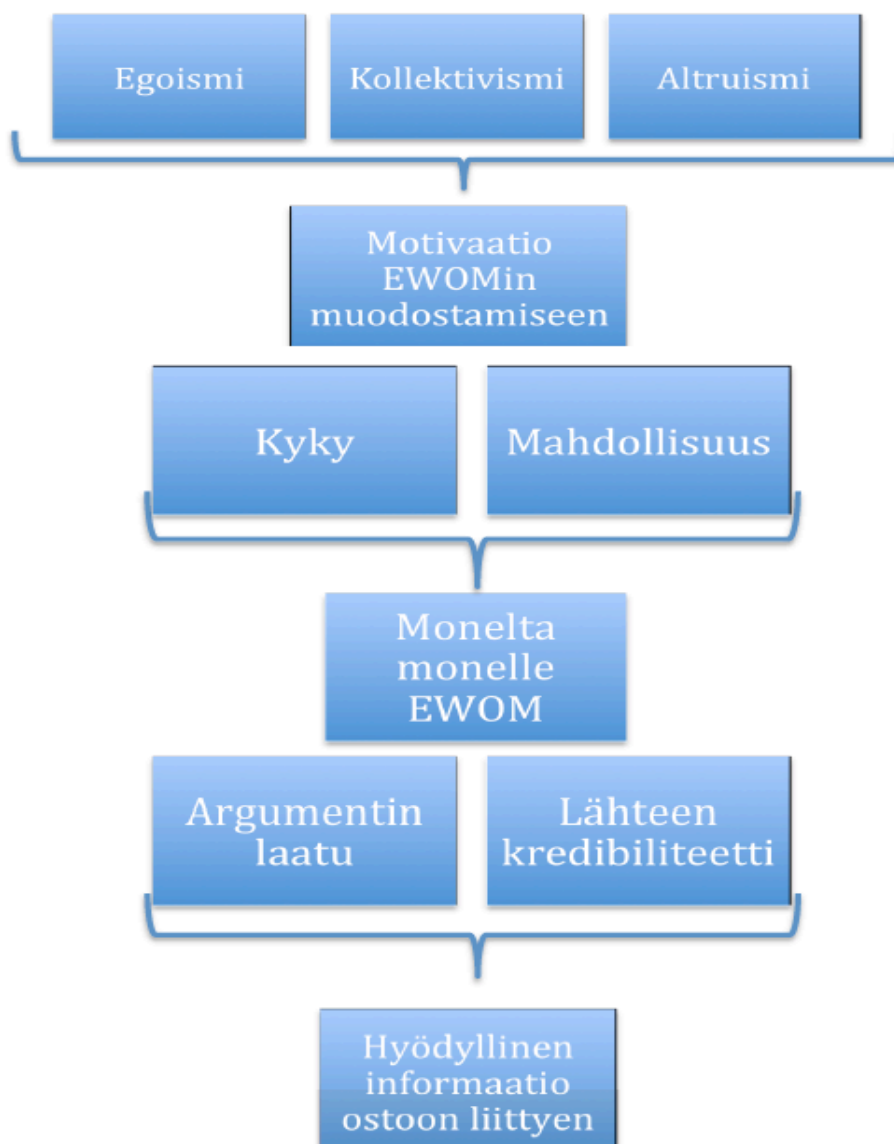 Egoismi
Kollektivismi
Altruismi
Motivaatio
EWOMin
muodostamiseen
Kyky
Mahdollisuus
Monelta
monelle
EWOM
Argumentin
laatu
Lähteen
kredibiliteetti
Hyödyllinen
informaatio
ostoon liittyen